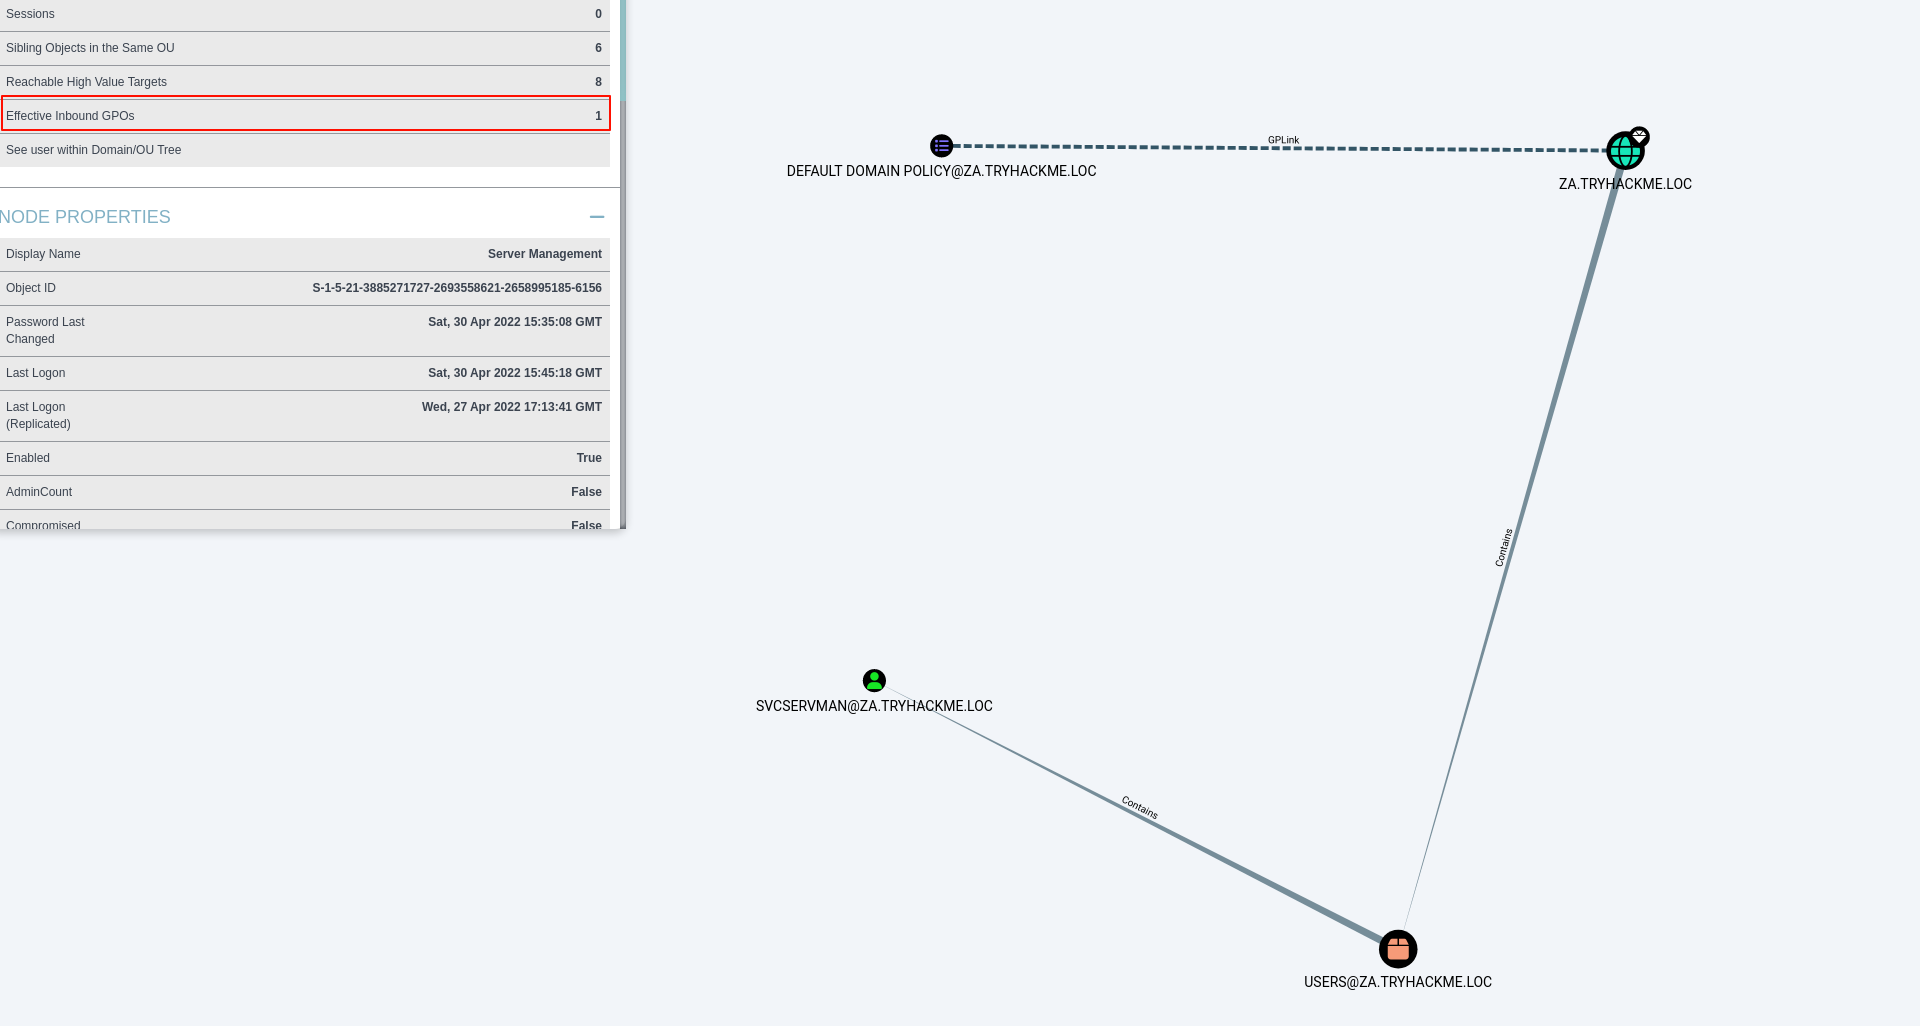 Sessions 0
Sibling Objects in the Same OU 6
Reachable High Value Targets 8
Effective Inbound GPOs 1
See user within Domain/OU Tree
NODE PROPERTIES
Display Name Server Management
Object ID S-1-5-21-3885271727-2693558621-2658995185-6156
Password Last Sat, 30 Apr 2022 15:35:08 GMT
Changed
Last Logon Sat, 30 Apr 2022 15:45:18 GMT
Last Logon Wed, 27 Apr 2022 17:13:41 GMT
(Replicated)
Enabled True
AdminCount False
Compromised False
GPLink
DEFAULT DOMAIN POLICY@ZA.TRYHACKME.LOC
ZA.TRYHACKME.LOC
Contains
SVCSERVMAN@ZA.TRYHACKME.LOC
Contains
USERS@ZA.TRYHACKME.LOC